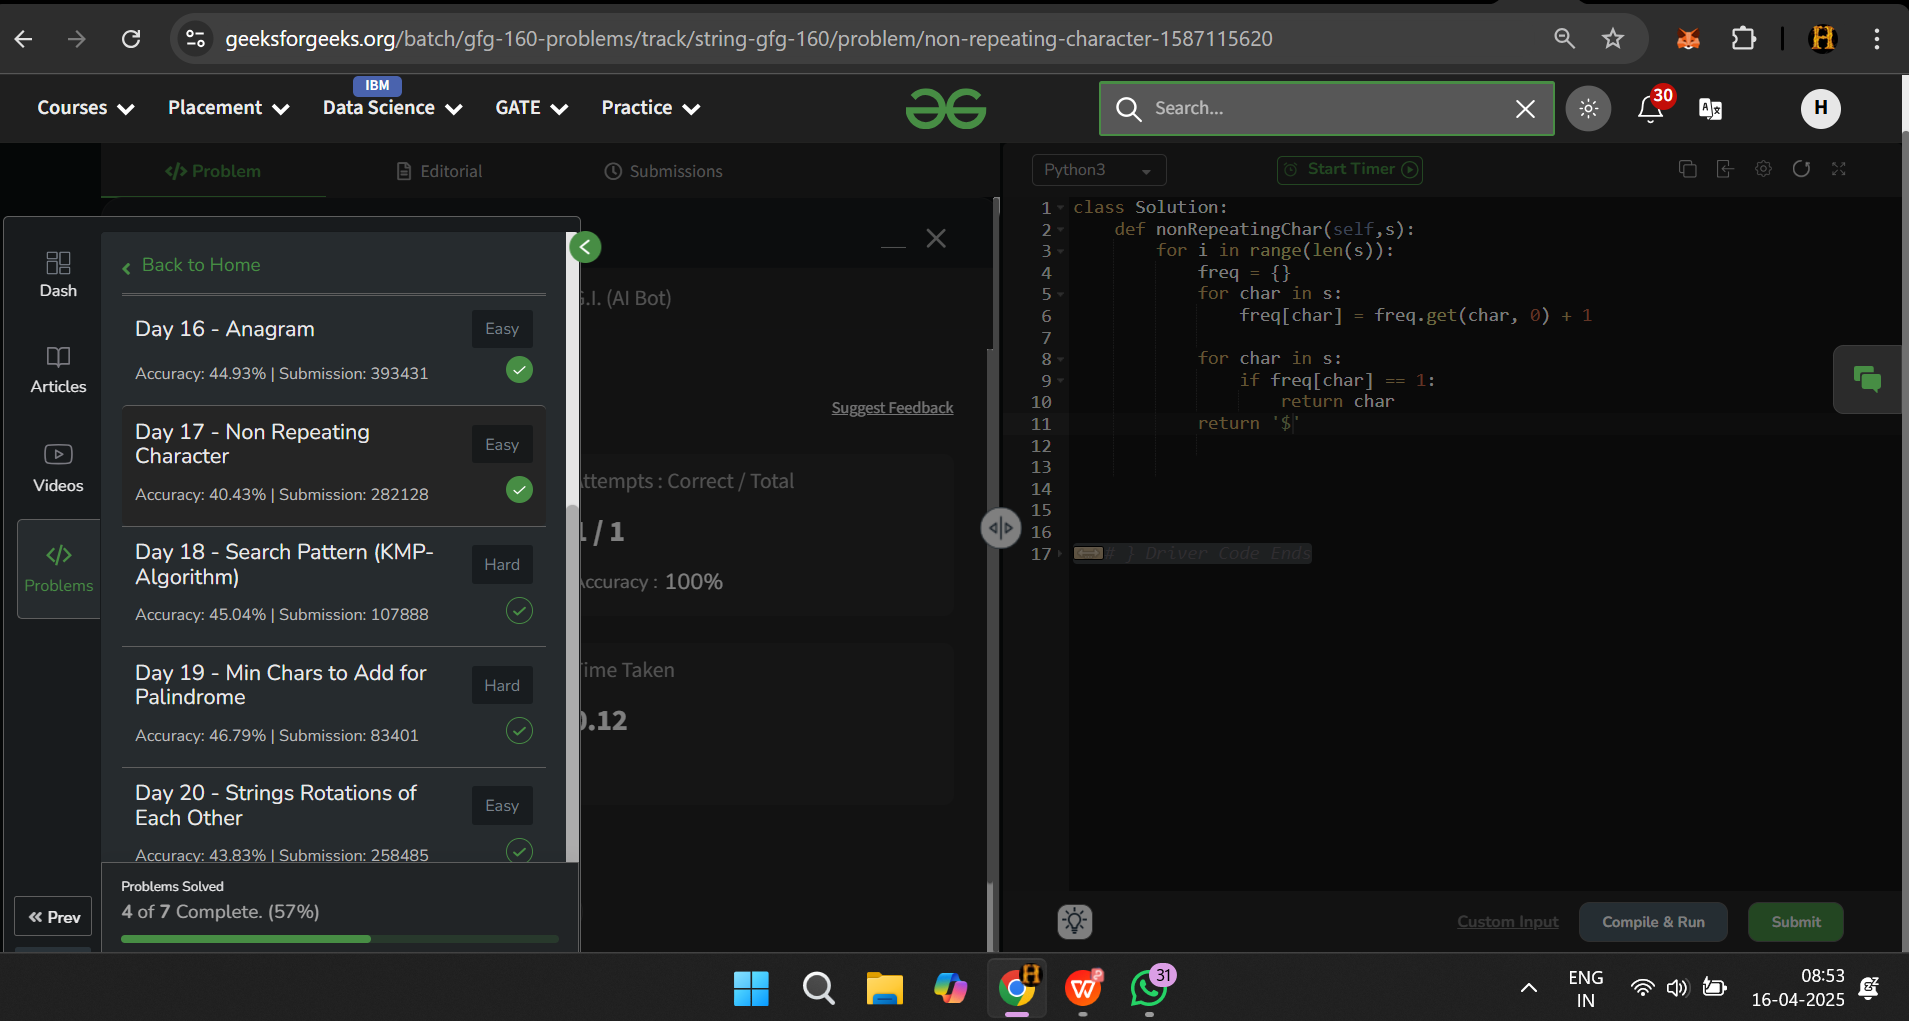 geeksforgeeks.org/batch/gfg-160-problems/track/string-gfg-160/problem/non-repeating-character-1587115620
Courses
Placement
IBM
Data Science
GATE
Practice
Search...
30
H
Problem
Editorial
Submissions
Python3
Start Timer
Dash
Articles
Videos
Problems
Prev
Back to Home
Day 16 - Anagram
Easy
Accuracy: 44.93% | Submission: 393431
Day 17 - Non Repeating
Character
Easy
Accuracy: 40.43% | Submission: 282128
Day 18 - Search Pattern (KMP-
Algorithm)
Hard
Accuracy: 45.04% | Submission: 107888
Day 19 - Min Chars to Add for
Palindrome
Hard
Accuracy: 46.79% | Submission: 83401
Day 20 - Strings Rotations of
Each Other
Easy
Accuracy: 43.83% | Submission: 258485
Problems Solved
4 of 7 Complete. (57%)
(AI Bot)
Suggest Feedback
: Correct / Total
/ 1
: 100%
Taken
.12
1 class Solution:
2 def nonRepeatingChar(self,s):
3 for i in range(len(s)):
4 freq = {}
5 for char in s:
6 freq[char] = freq.get(char, 0) + 1
7
8 for char in s:
9 if freq[char] == 1:
10 return char
11 return '$'
12
13
14
15
16
17 # } Driver Code Ends
Custom Input
Compile & Run
Submit
31
ENG
IN
08:53
16-04-2025